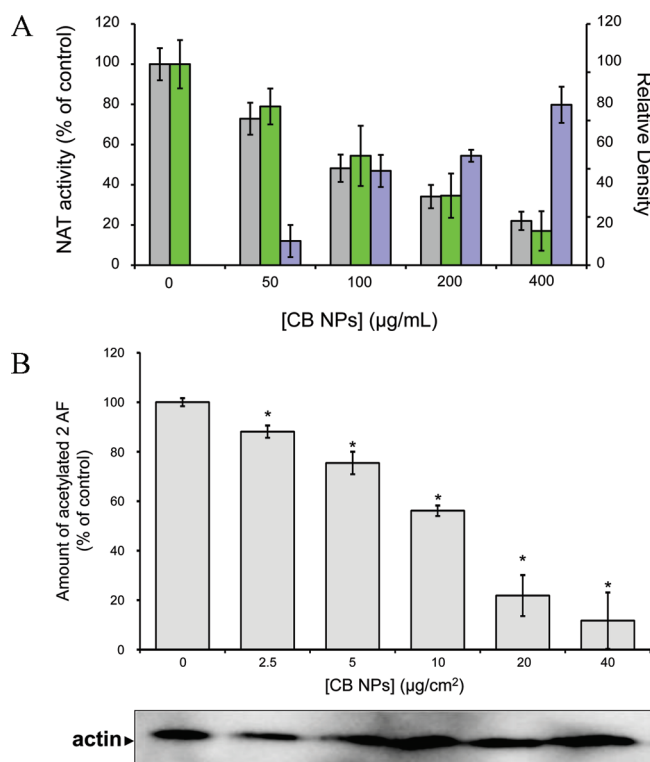 A
NAT activity (% of control)
120
100
80
60
40
20
0
120
100
80
60
40
20
0
Relative Density
0 50 100 200 400
[CB NPs] (µg/mL)
B
Amount of acetylated 2 AF
(% of control)
120
100
80
60
40
20
0
* * * * *
0 2.5 5 10 20 40
[CB NPs] (µg/cm²)
actin